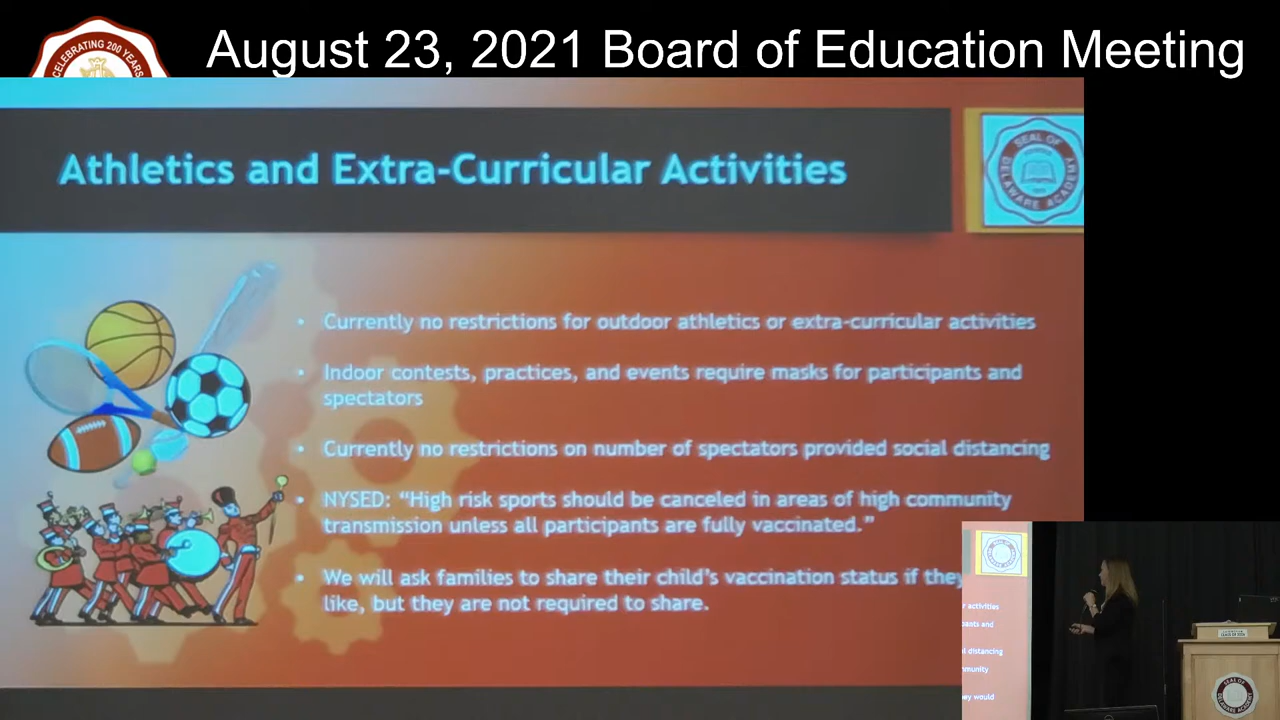 August 23, 2021 Board of Education Meeting
CELEBRATING 200 YEARS
Athletics and Extra-Curricular Activities
SEAL OF
DELAWARE ACADEMY
• Currently no restrictions for outdoor athletics or extra-curricular activities
• Indoor contests, practices, and events require masks for participants and
spectators
• Currently no restrictions on number of spectators provided social distancing
• NYSED: “High risk sports should be canceled in areas of high community
transmission unless all participants are fully vaccinated.”
• We will ask families to share their child's vaccination status if they
like, but they are not required to share.
r activities
pants and
l distancing
mmunity
ey would
SEAL OF
DELAWARE ACADEMY